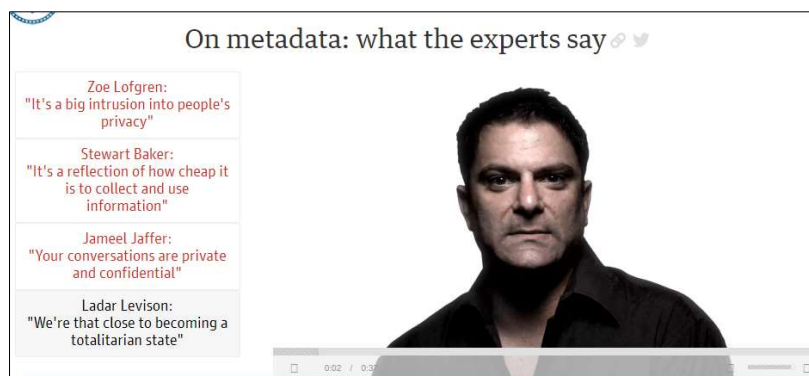 On metadata: what the experts say
Zoe Lofgren:
"It's a big intrusion into people's
privacy"
Stewart Baker:
"It's a reflection of how cheap it
is to collect and use
information"
Jameel Jaffer:
"Your conversations are private
and confidential"
Ladar Levison:
"We're that close to becoming a
totalitarian state"
0:02 /